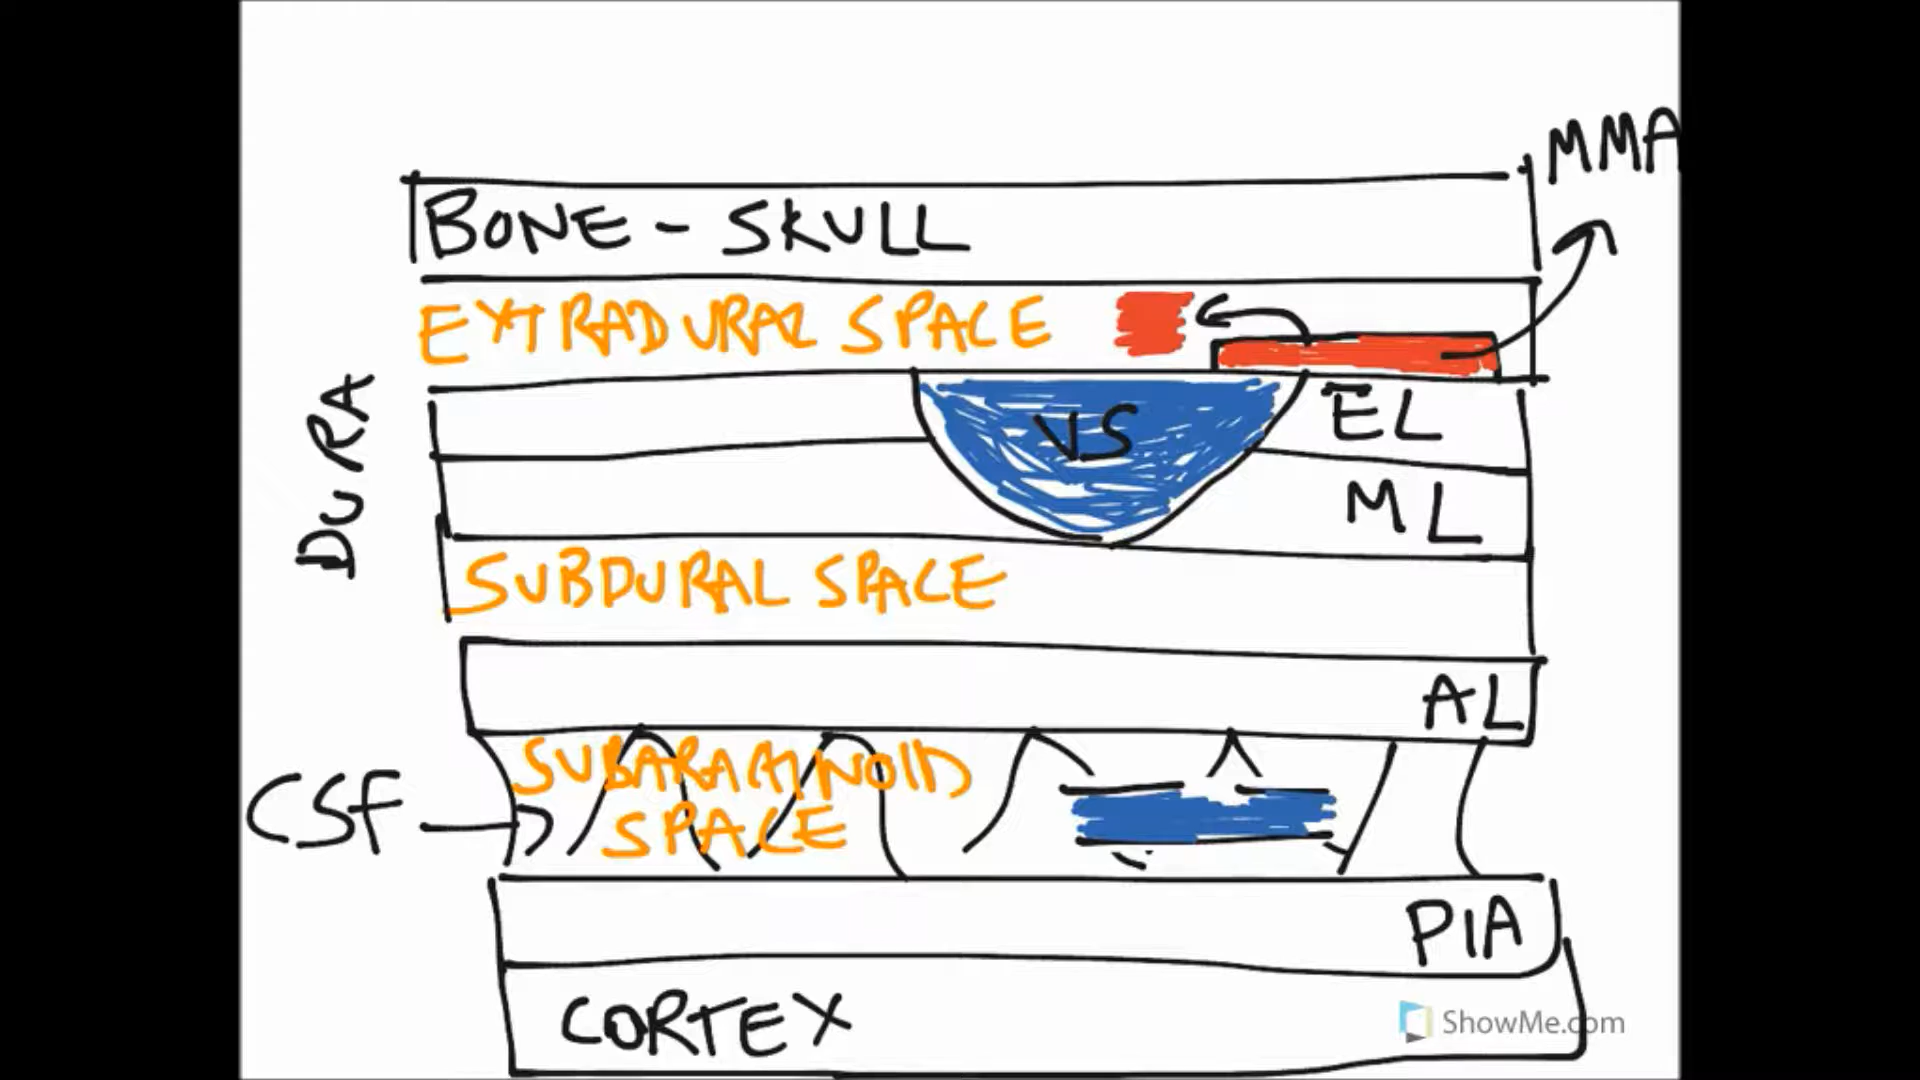 MMA
BONE - SKULL
EXTRADURAL SPACE
DURA
VS
EL
ML
SUBDURAL SPACE
AL
SUBARACHNOID
SPACE
CSF
PIA
CORTEX
ShowMe.com